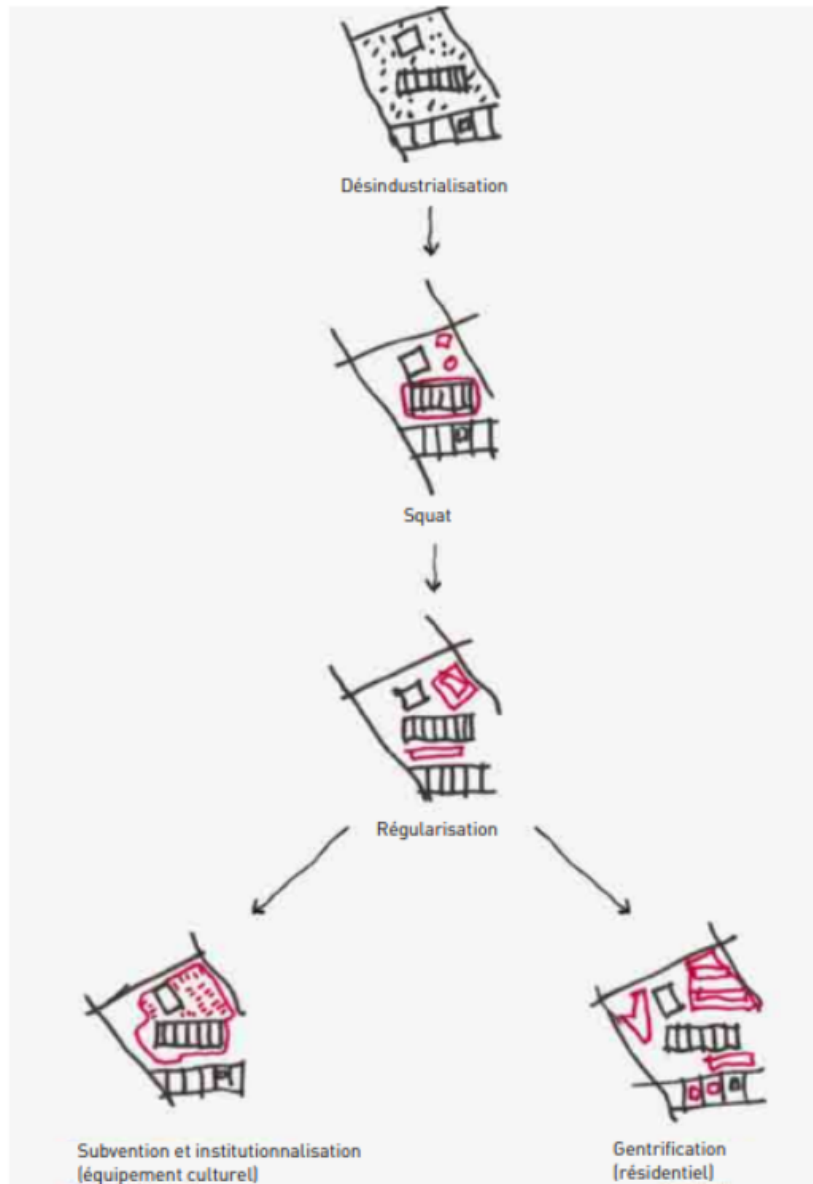 Désindustrialisation
Squat
Régularisation
Subvention et institutionnalisation
(équipement culturel)
Gentrification
(résidentiel)